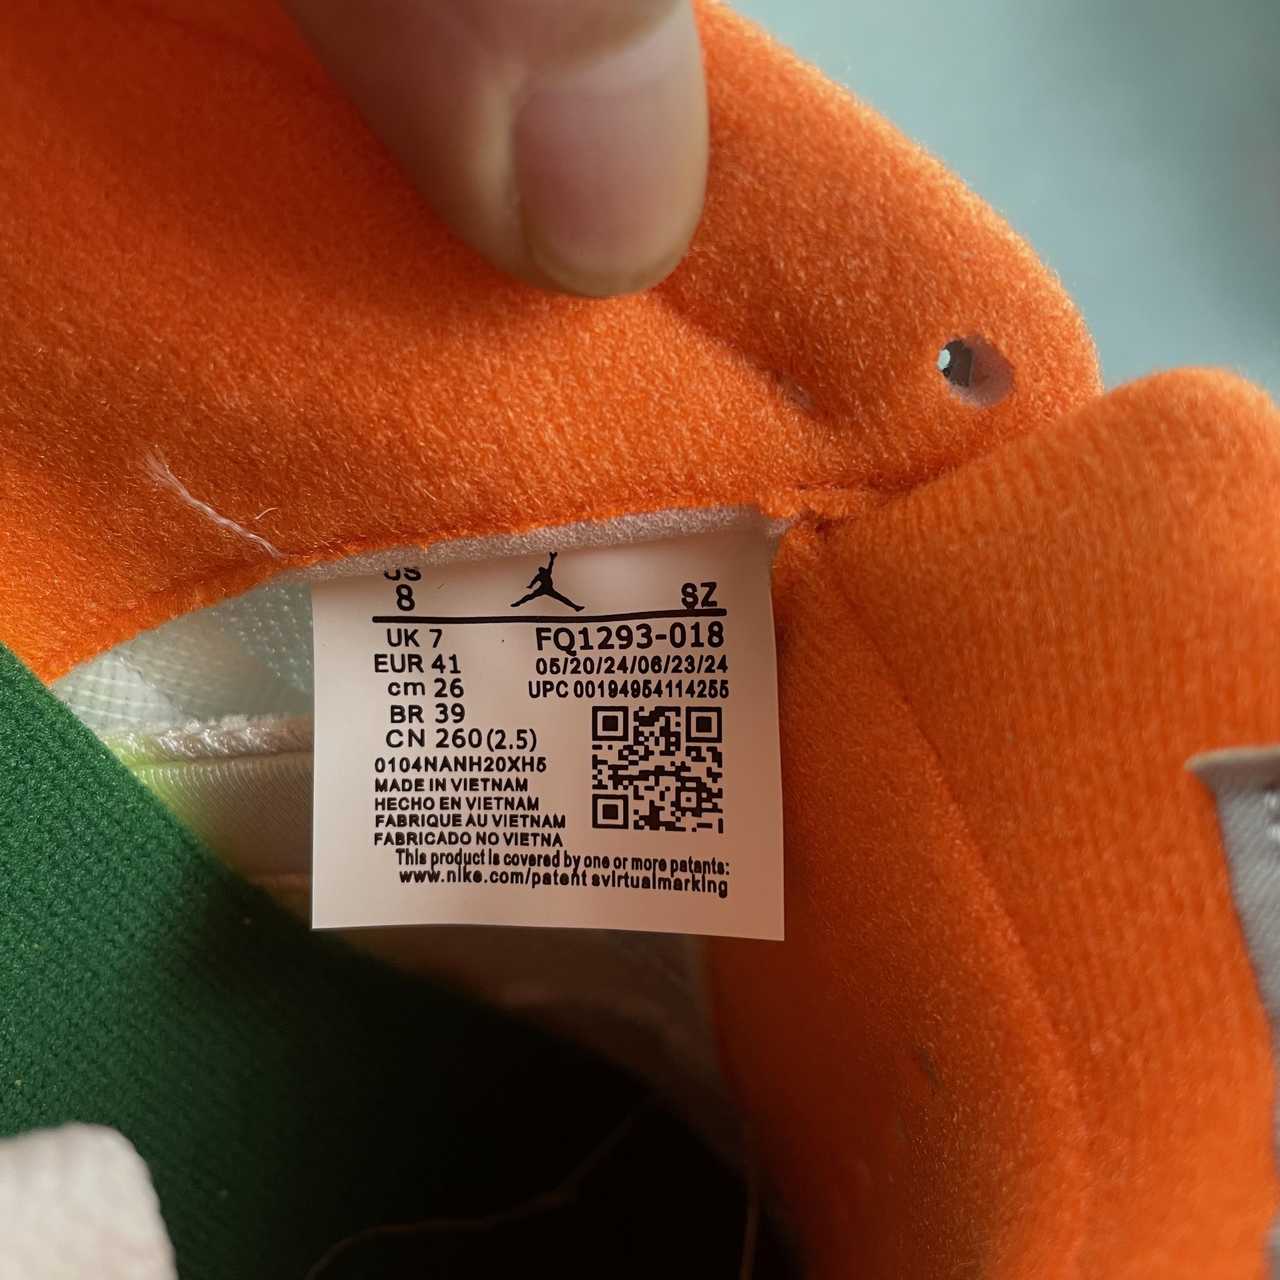 US
8
SZ
UK 7
FQ1293-018
EUR 41
05/20/24/06/23/24
cm 26
UPC 00194954114255
BR 39
CN 260 (2.5)
0104NANH20XH5
MADE IN VIETNAM
HECHO EN VIETNAM
FABRIQUE AU VIETNAM
FABRICADO NO VIETNA
This product is covered by one or more patents:
www.nike.com/patent svirtualmarking